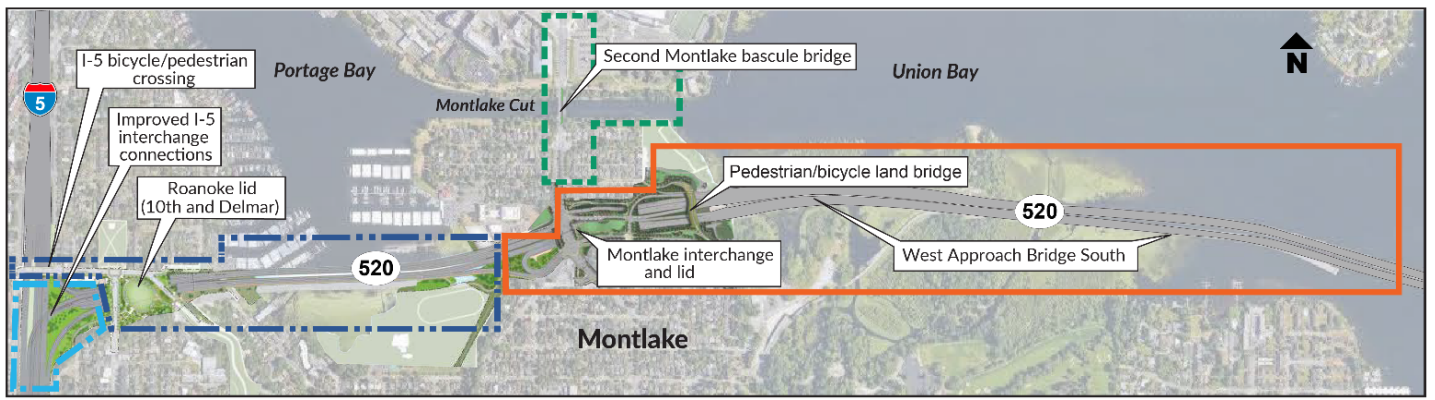 I-5 bicycle/pedestrian
crossing
Portage Bay
Second Montlake bascule bridge
Union Bay
N
5
Montlake Cut
Improved I-5
interchange
connections
Pedestrian/bicycle land bridge
Roanoke lid
(10th and Delmar)
520
520
Montlake interchange
and lid
West Approach Bridge South
Montlake